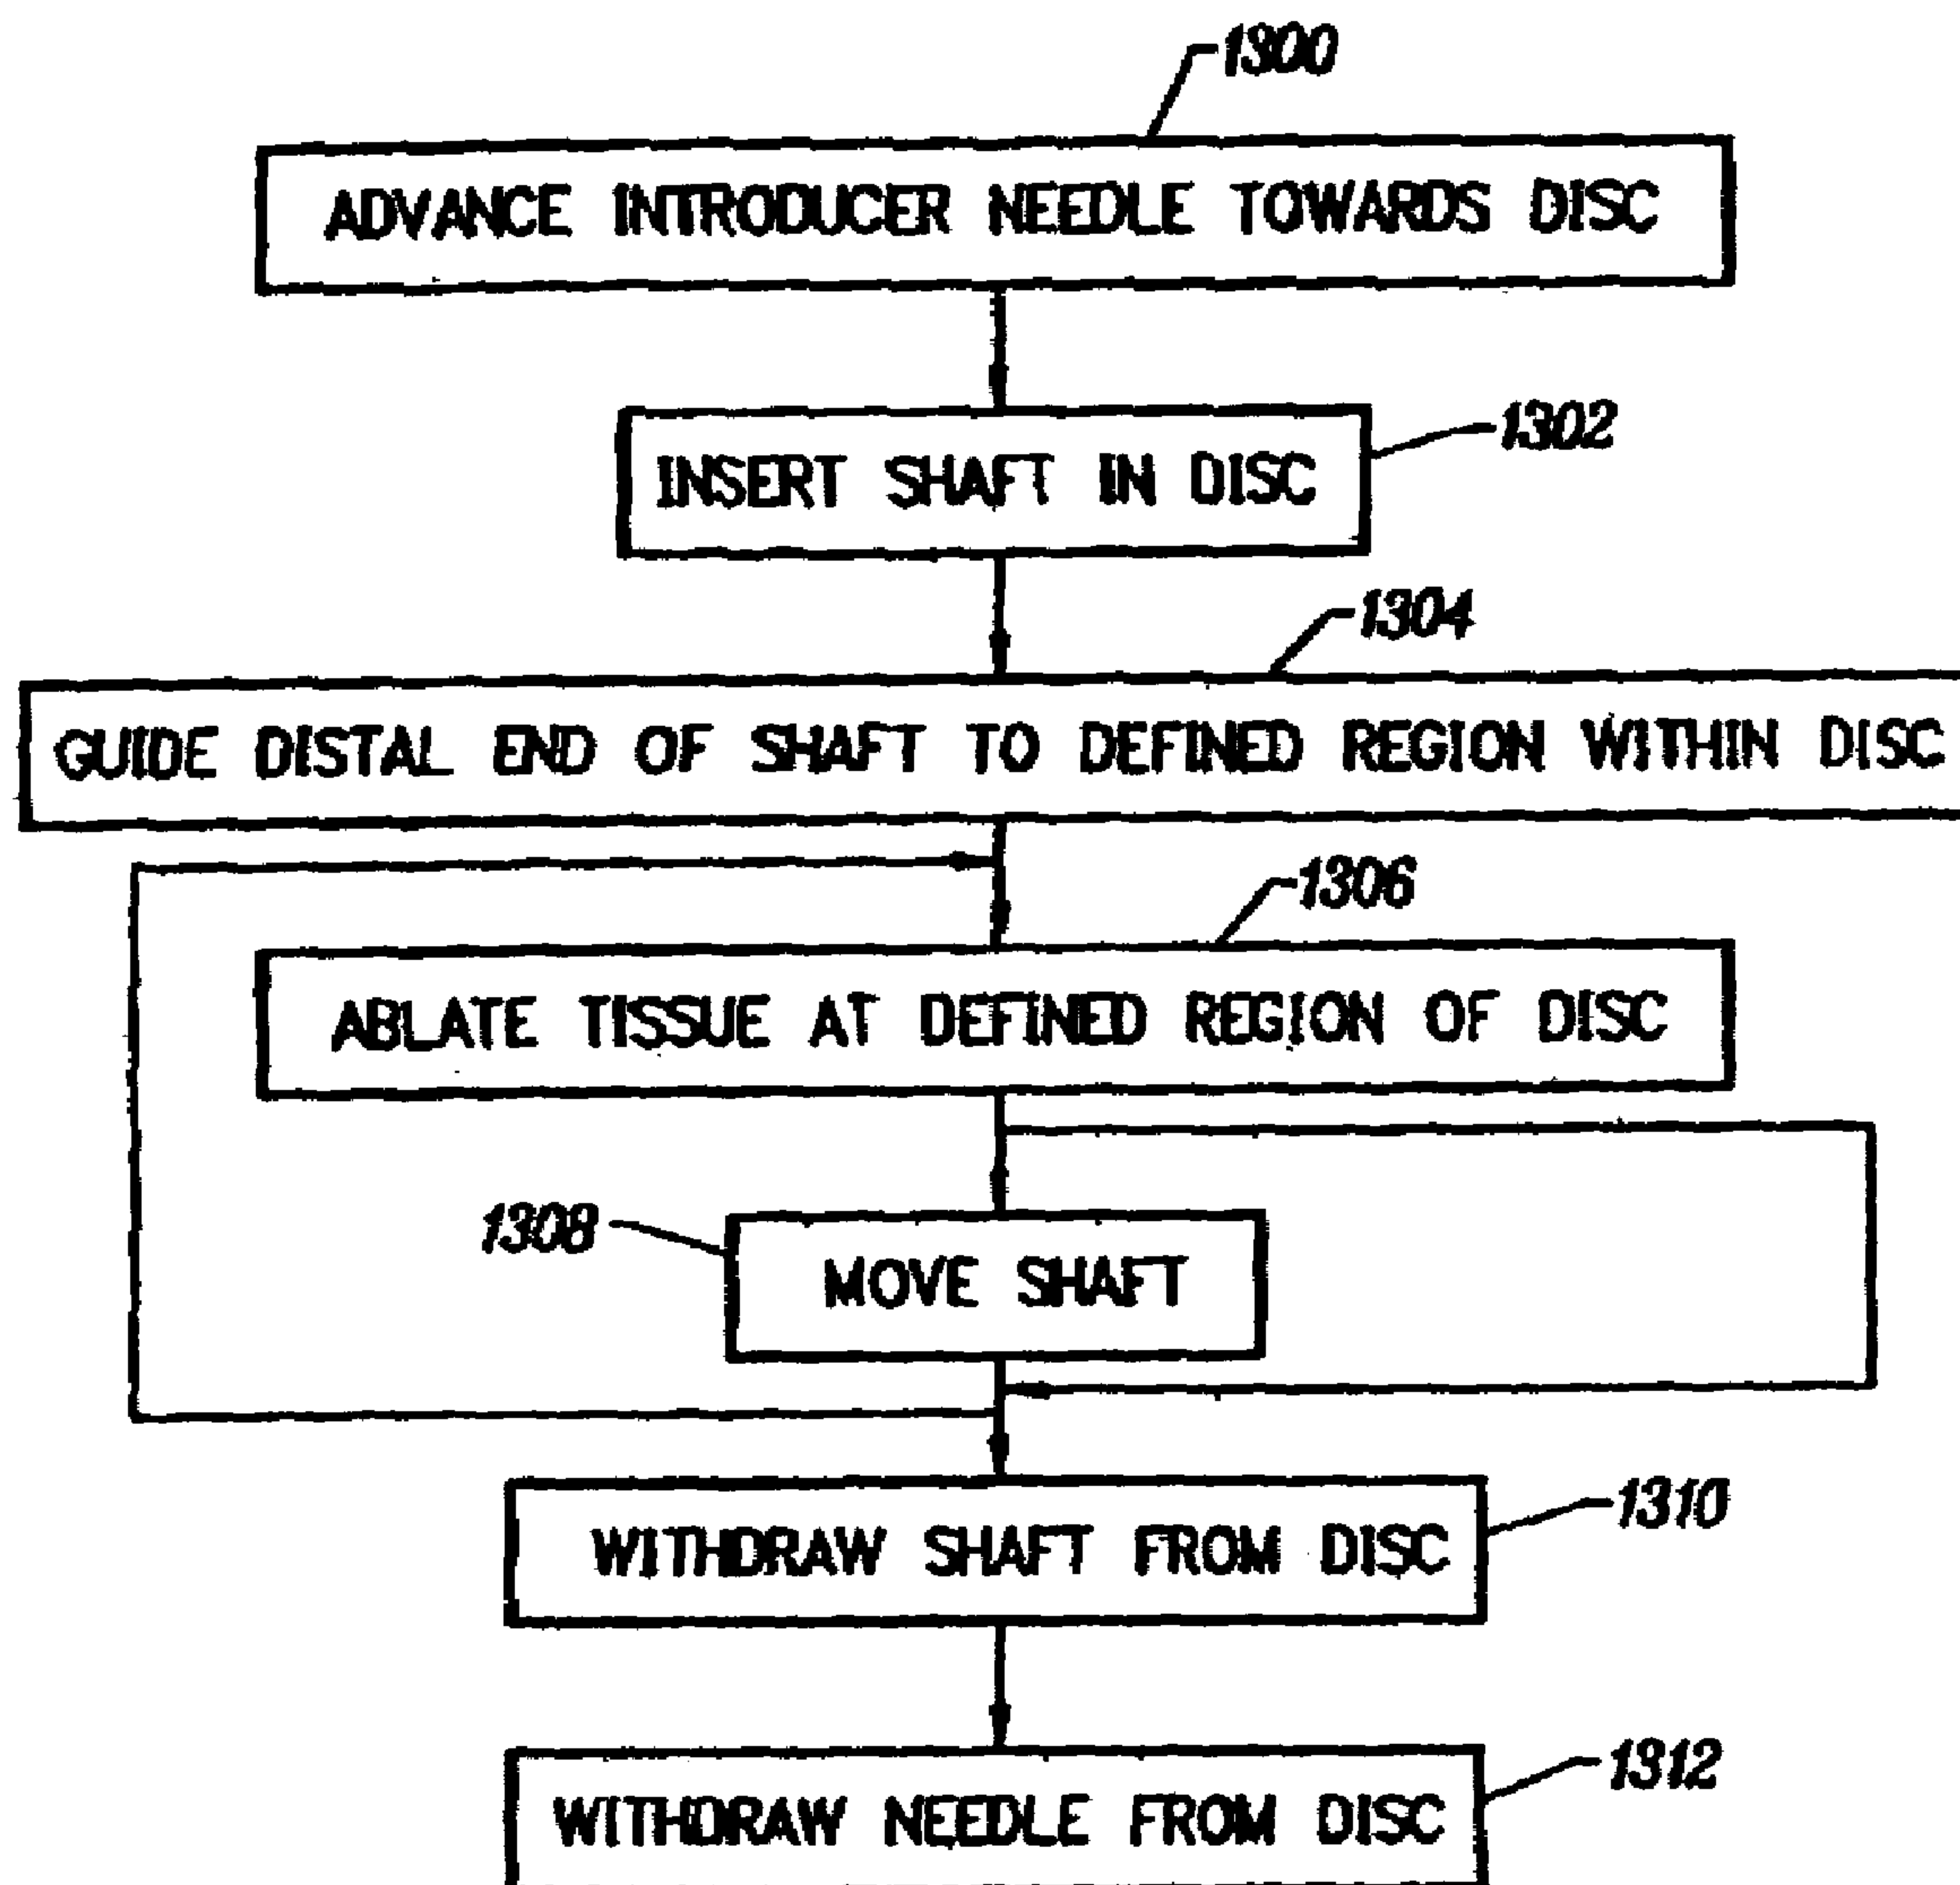 1300
ADVANCE INTRODUCER NEEDLE TOWARDS DISC
1302
INSERT SHAFT IN DISC
1304
GUIDE DISTAL END OF SHAFT TO DEFINED REGION WITHIN DISC
1306
ABLATE TISSUE AT DEFINED REGION OF DISC
1308
MOVE SHAFT
1310
WITHDRAW SHAFT FROM DISC
1312
WITHDRAW NEEDLE FROM DISC